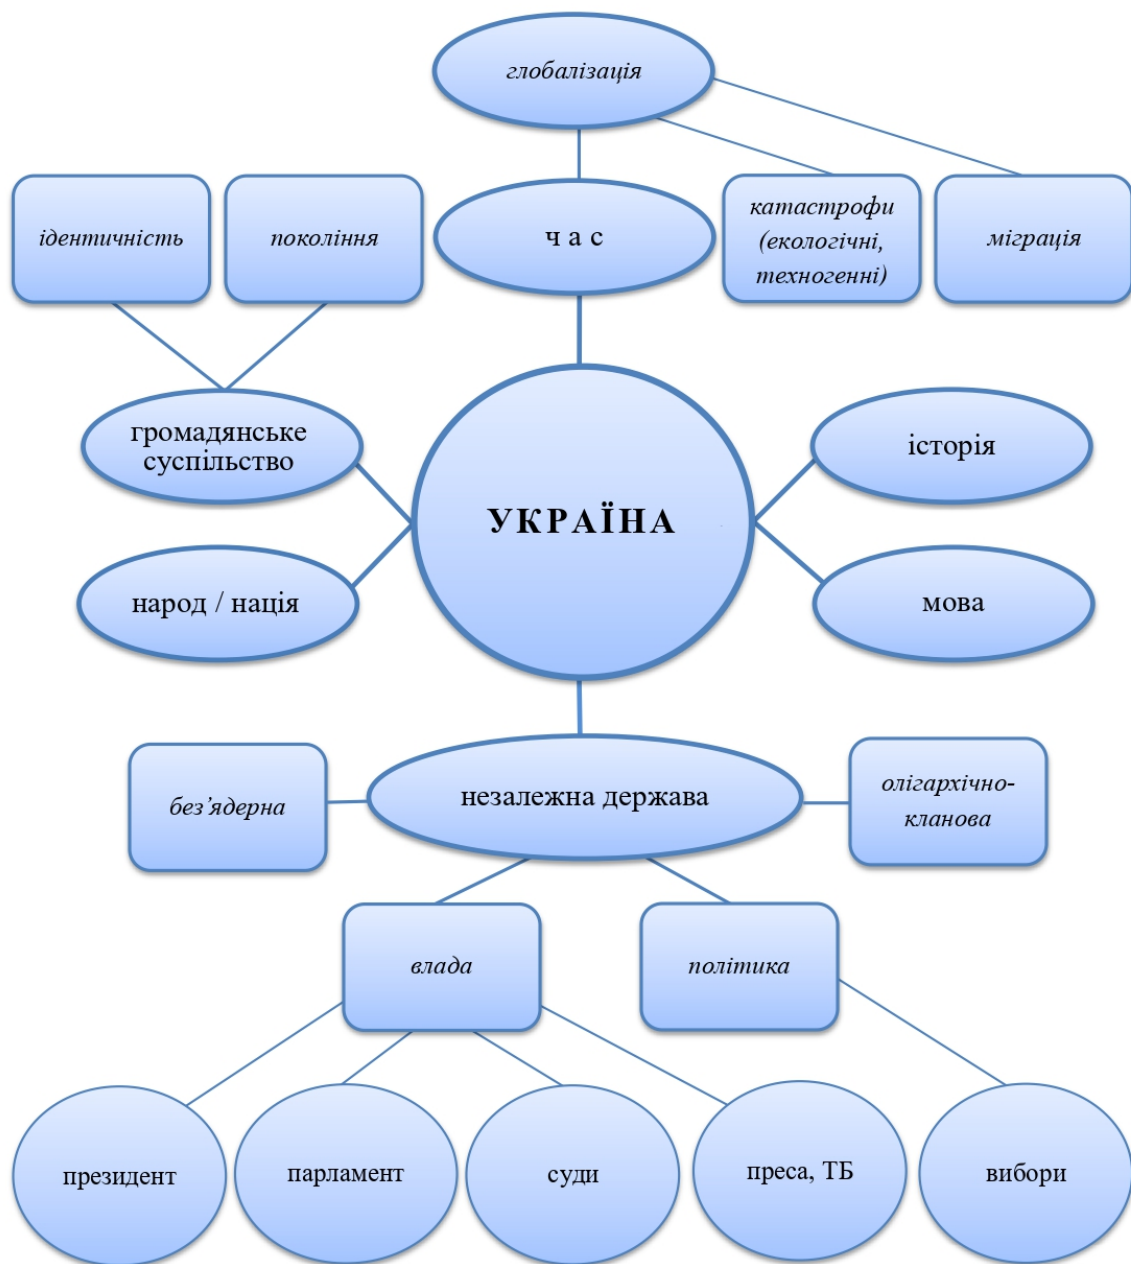 глобалізація
ідентичність
покоління
ч а с
катастрофи
(екологічні,
техногенні)
міграція
громадянське
суспільство
історія
УКРАЇНА
народ / нація
мова
без’ядерна
незалежна держава
олігархічно-
кланова
влада
політика
президент
парламент
суди
преса, ТБ
вибори